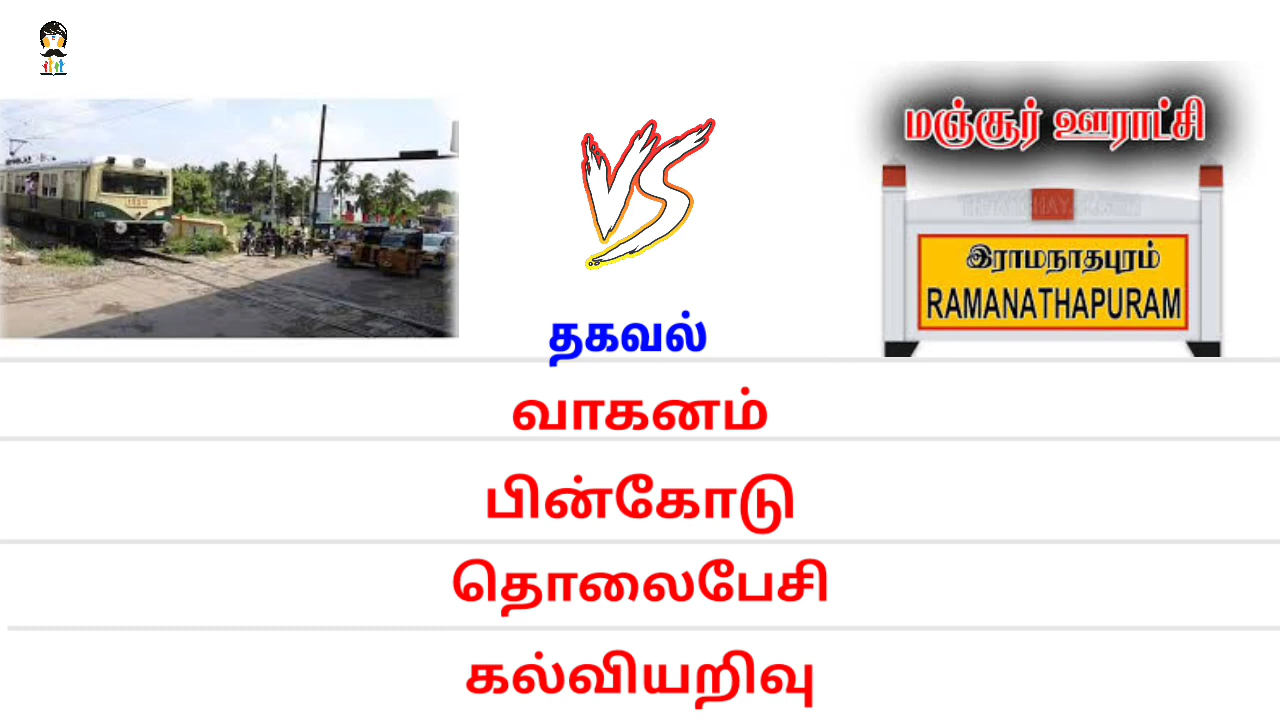 VS
மஞ்சூர் ஊராட்சி
இராமநாதபுரம்
RAMANATHAPURAM
தகவல்
வாகனம்
பின்கோடு
தொலைபேசி
கல்வியறிவு